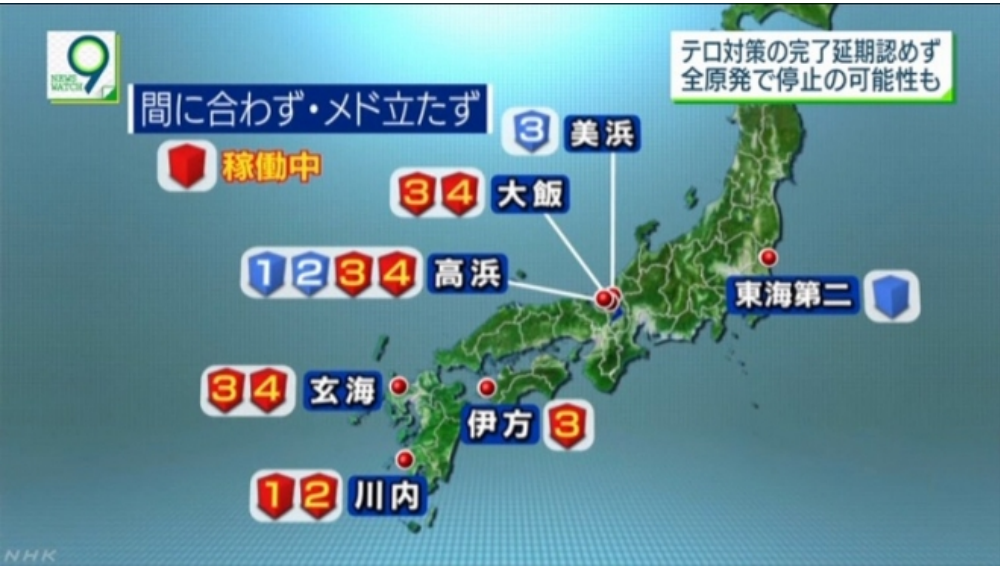 NEWS
WATCH 9
テロ対策の完了延期認めず
全原発で停止の可能性も
間に合わず・メド立たず
稼働中
3 美浜
3 4 大飯
1 2 3 4 高浜
東海第二
3 4 玄海
伊方 3
1 2 川内
NHK